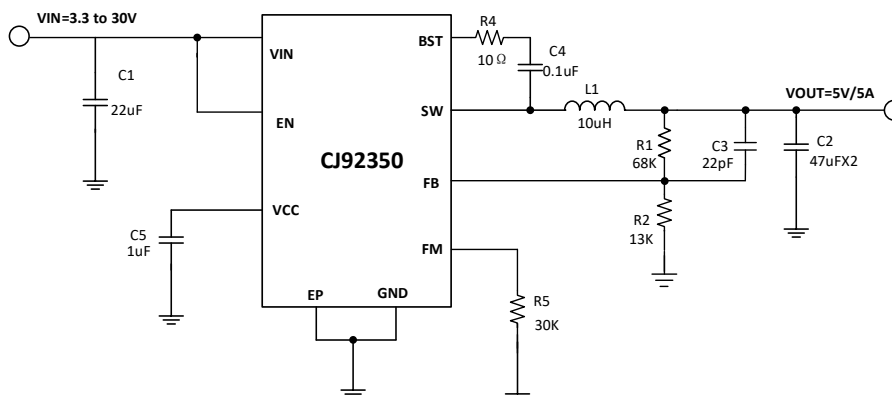 VIN=3.3 to 30V
C1
22uF
VIN
EN
VCC
C5
1uF
CJ92350
EP
GND
BST
SW
FB
FM
R4
10Ω
C4
0.1uF
L1
10uH
VOUT=5V/5A
R1
68K
C3
22pF
C2
47uFX2
R2
13K
R5
30K